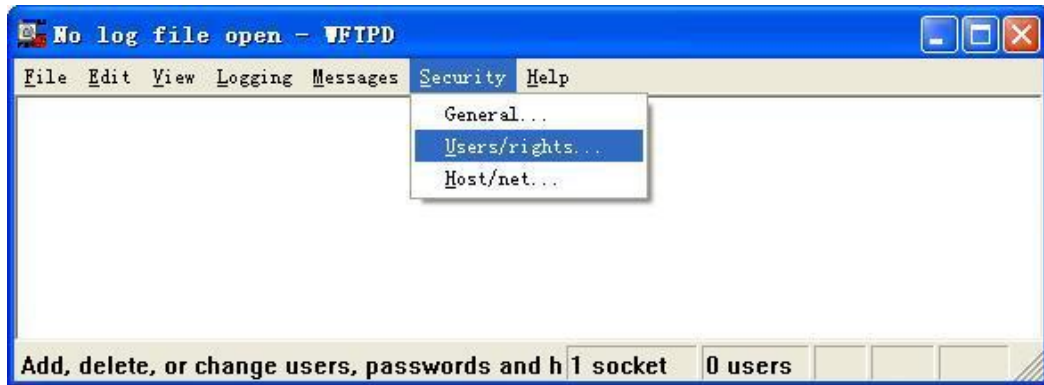 No log file open - WFTPD
File Edit View Logging Messages Security Help
General...
Users/rights...
Host/net...
Add, delete, or change users, passwords and h 1 socket 0 users